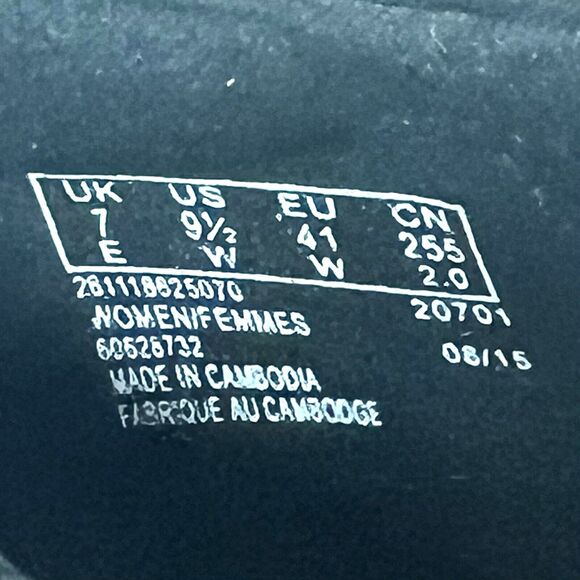 UK US EU CN
7 9½ 41 255
E W W 2.0
261119625070 20701
WOMEN/FEMMES
60626732 08/15
MADE IN CAMBODIA
FABRIQUE AU CAMBODGE